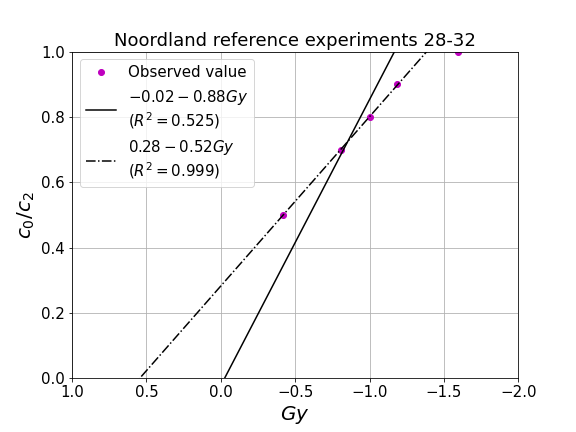 Noordland reference experiments 28-32
Observed value
−0.02 − 0.88Gy
(R² = 0.525)
0.28 − 0.52Gy
(R² = 0.999)
1.0
0.8
0.6
0.4
0.2
0.0
c₀/c₂
1.0 0.5 0.0 −0.5 −1.0 −1.5 −2.0
Gy